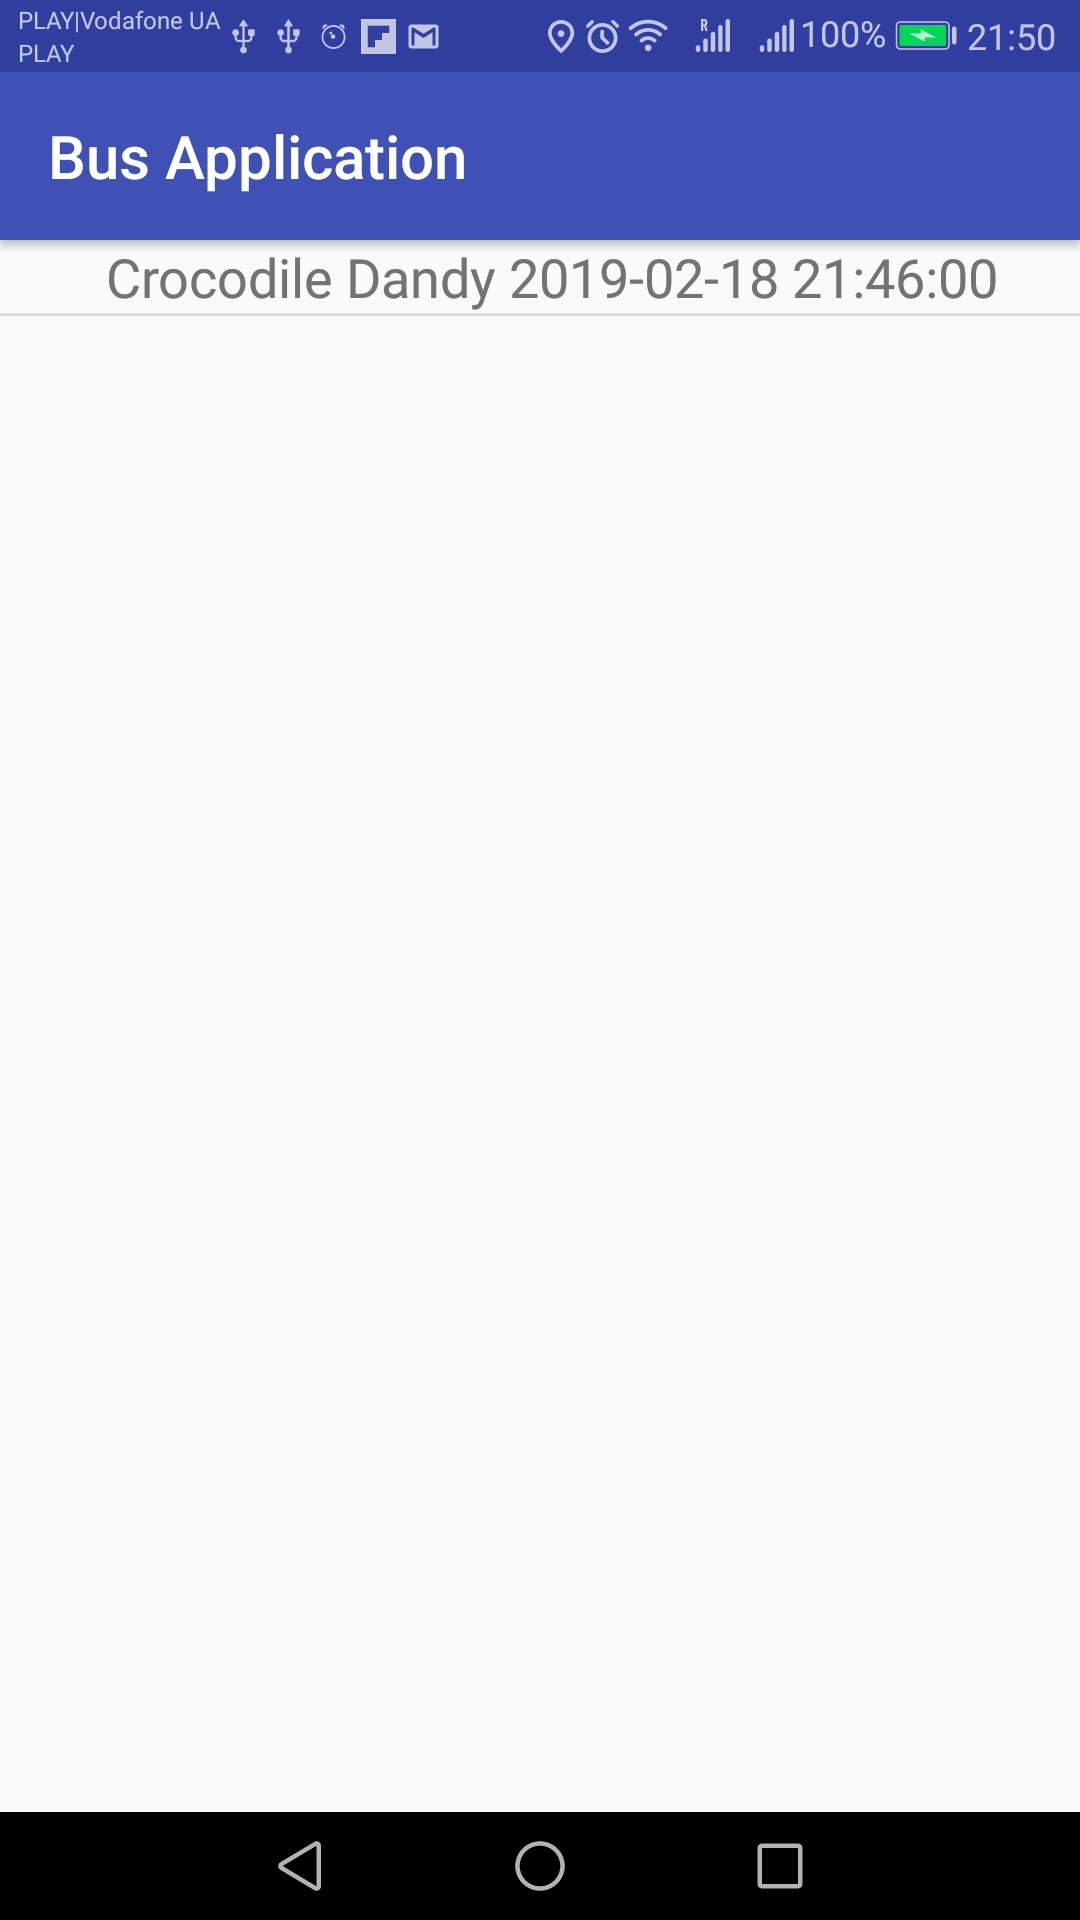 PLAY|Vodafone UA
PLAY
R
100%
21:50
Bus Application
Crocodile Dandy 2019-02-18 21:46:00